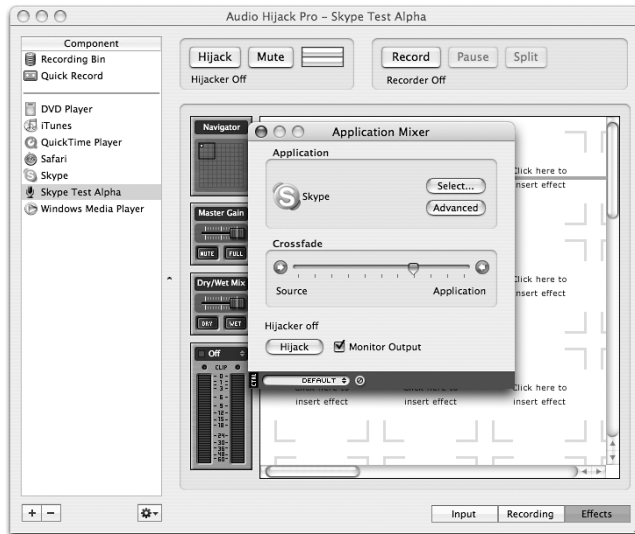 Audio Hijack Pro – Skype Test Alpha
Component
Recording Bin
Quick Record
DVD Player
iTunes
QuickTime Player
Safari
Skype
Skype Test Alpha
Windows Media Player
Hijack Mute
Hijacker Off
Record Pause Split
Recorder Off
Navigator
Master Gain
MUTE FULL
Dry/Wet Mix
DRY WET
Off
CLIP
Application Mixer
Application
Skype
Select...
Advanced
Crossfade
Source Application
Hijacker off
Hijack Monitor Output
CTRL DEFAULT
Click here to
insert effect
Click here to
insert effect
insert effect insert effect
Click here to
insert effect
Input Recording Effects